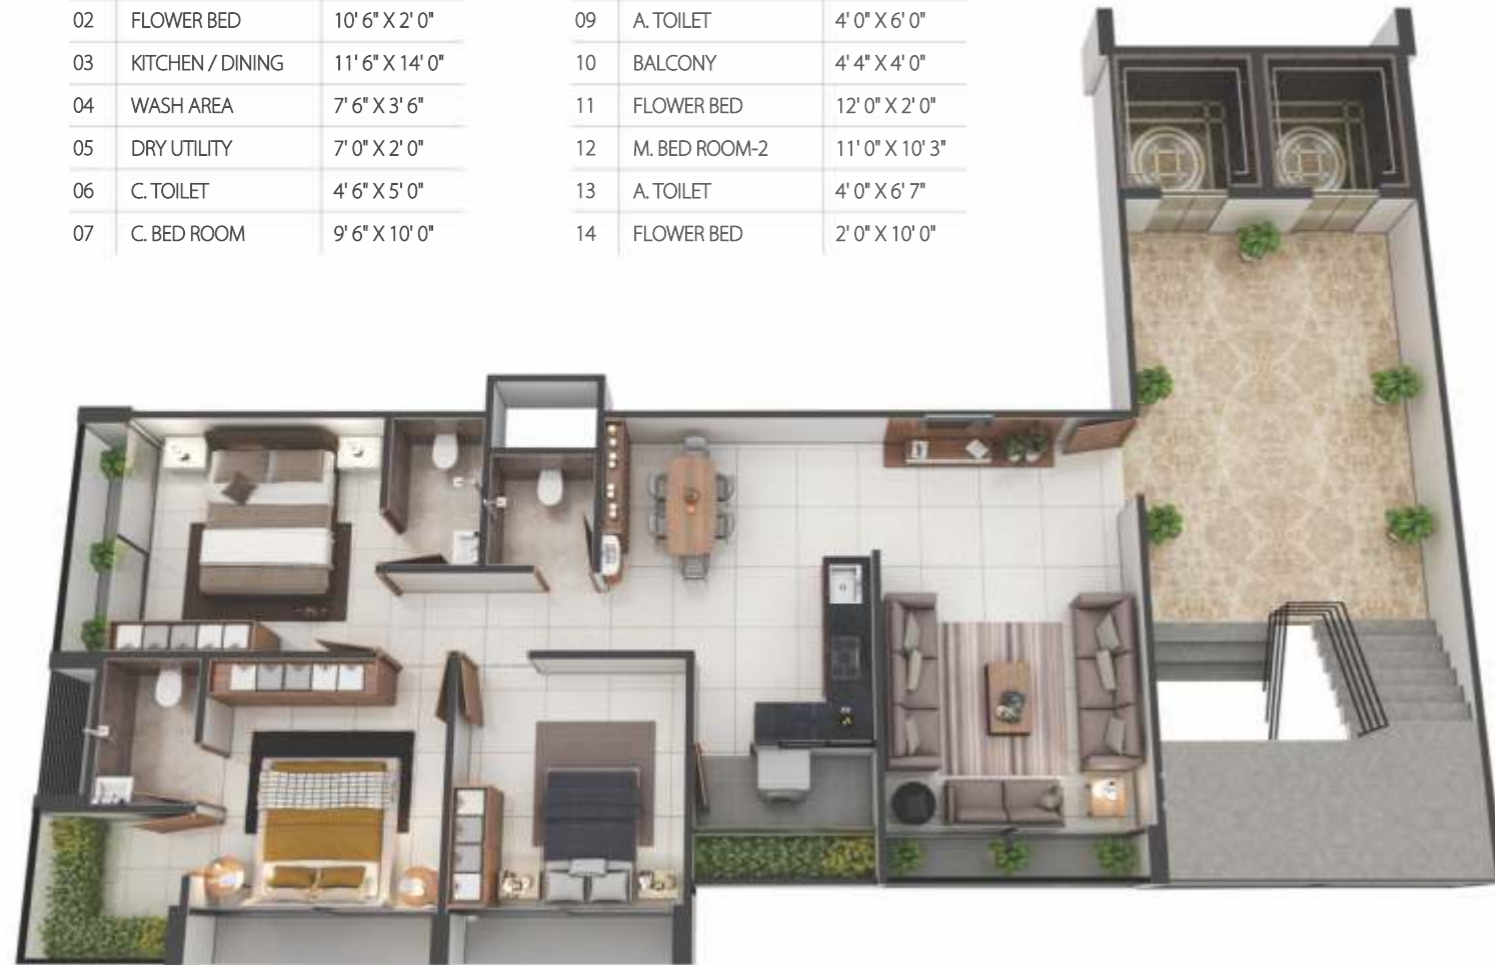 02 FLOWER BED 10' 6" X 2' 0"
03 KITCHEN / DINING 11' 6" X 14' 0"
04 WASH AREA 7' 6" X 3' 6"
05 DRY UTILITY 7' 0" X 2' 0"
06 C. TOILET 4' 6" X 5' 0"
07 C. BED ROOM 9' 6" X 10' 0"
09 A. TOILET 4' 0" X 6' 0"
10 BALCONY 4' 4" X 4' 0"
11 FLOWER BED 12' 0" X 2' 0"
12 M. BED ROOM-2 11' 0" X 10' 3"
13 A. TOILET 4' 0" X 6' 7"
14 FLOWER BED 2' 0" X 10' 0"